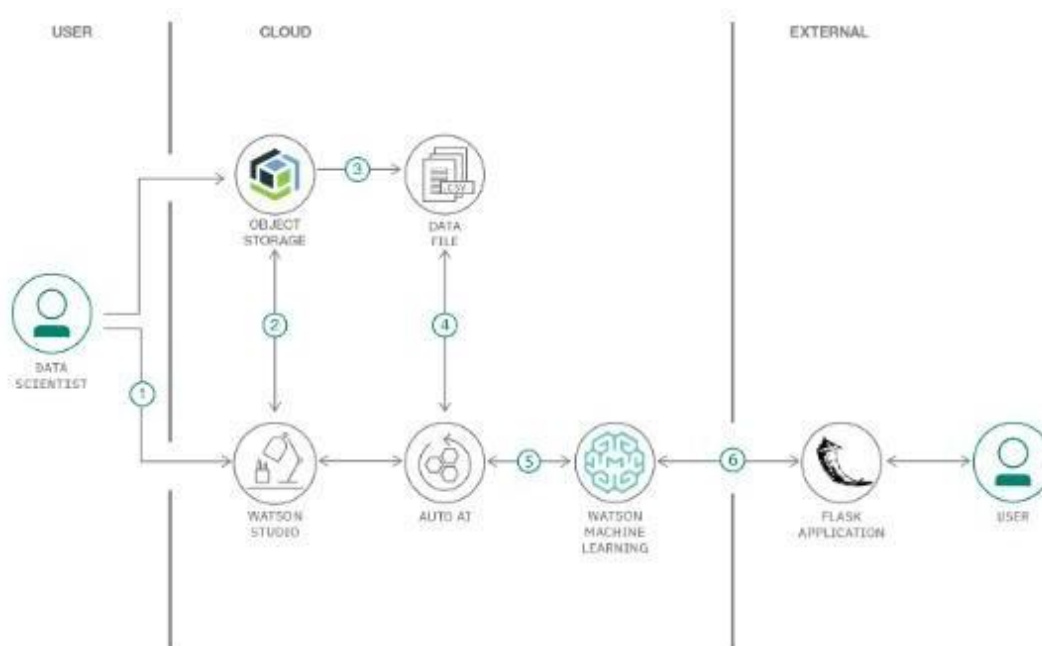 USER
CLOUD
EXTERNAL
3
.CSV
OBJECT
STORAGE
DATA
FILE
2
4
DATA
SCIENTIST
1
5
6
WATSON
STUDIO
AUTO AI
WATSON
MACHINE
LEARNING
FLASK
APPLICATION
USER